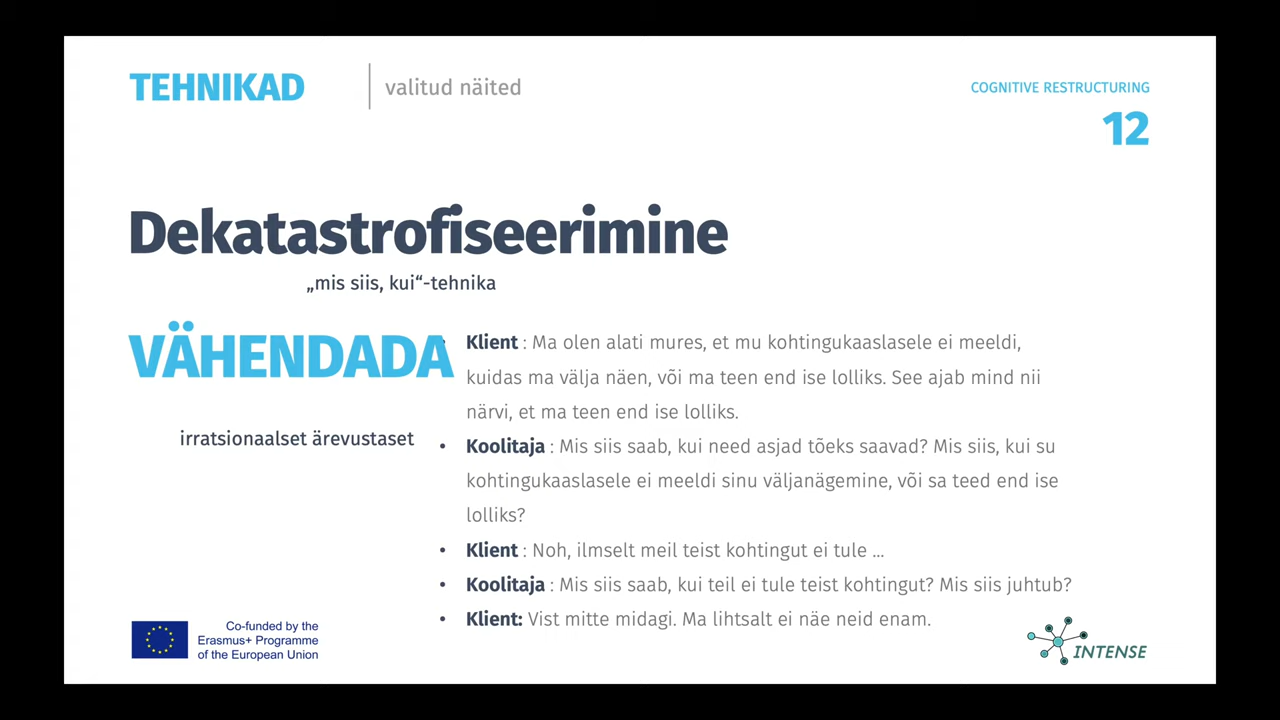 TEHNIKAD
valitud näited
COGNITIVE RESTRUCTURING
12
Dekatastrofiseerimine
„mis siis, kui“-tehnika
VÄHENDADA
irratsionaalset ärevustaset
• Klient : Ma olen alati mures, et mu kohtingukaaslasele ei meeldi,
kuidas ma välja näen, või ma teen end ise lolliks. See ajab mind nii
närvi, et ma teen end ise lolliks.
• Koolitaja : Mis siis saab, kui need asjad tõeks saavad? Mis siis, kui su
kohtingukaaslasele ei meeldi sinu väljanägemine, või sa teed end ise
lolliks?
• Klient : Noh, ilmselt meil teist kohtingut ei tule ...
• Koolitaja : Mis siis saab, kui teil ei tule teist kohtingut? Mis siis juhtub?
• Klient: Vist mitte midagi. Ma lihtsalt ei näe neid enam.
Co-funded by the
Erasmus+ Programme
of the European Union
INTENSE